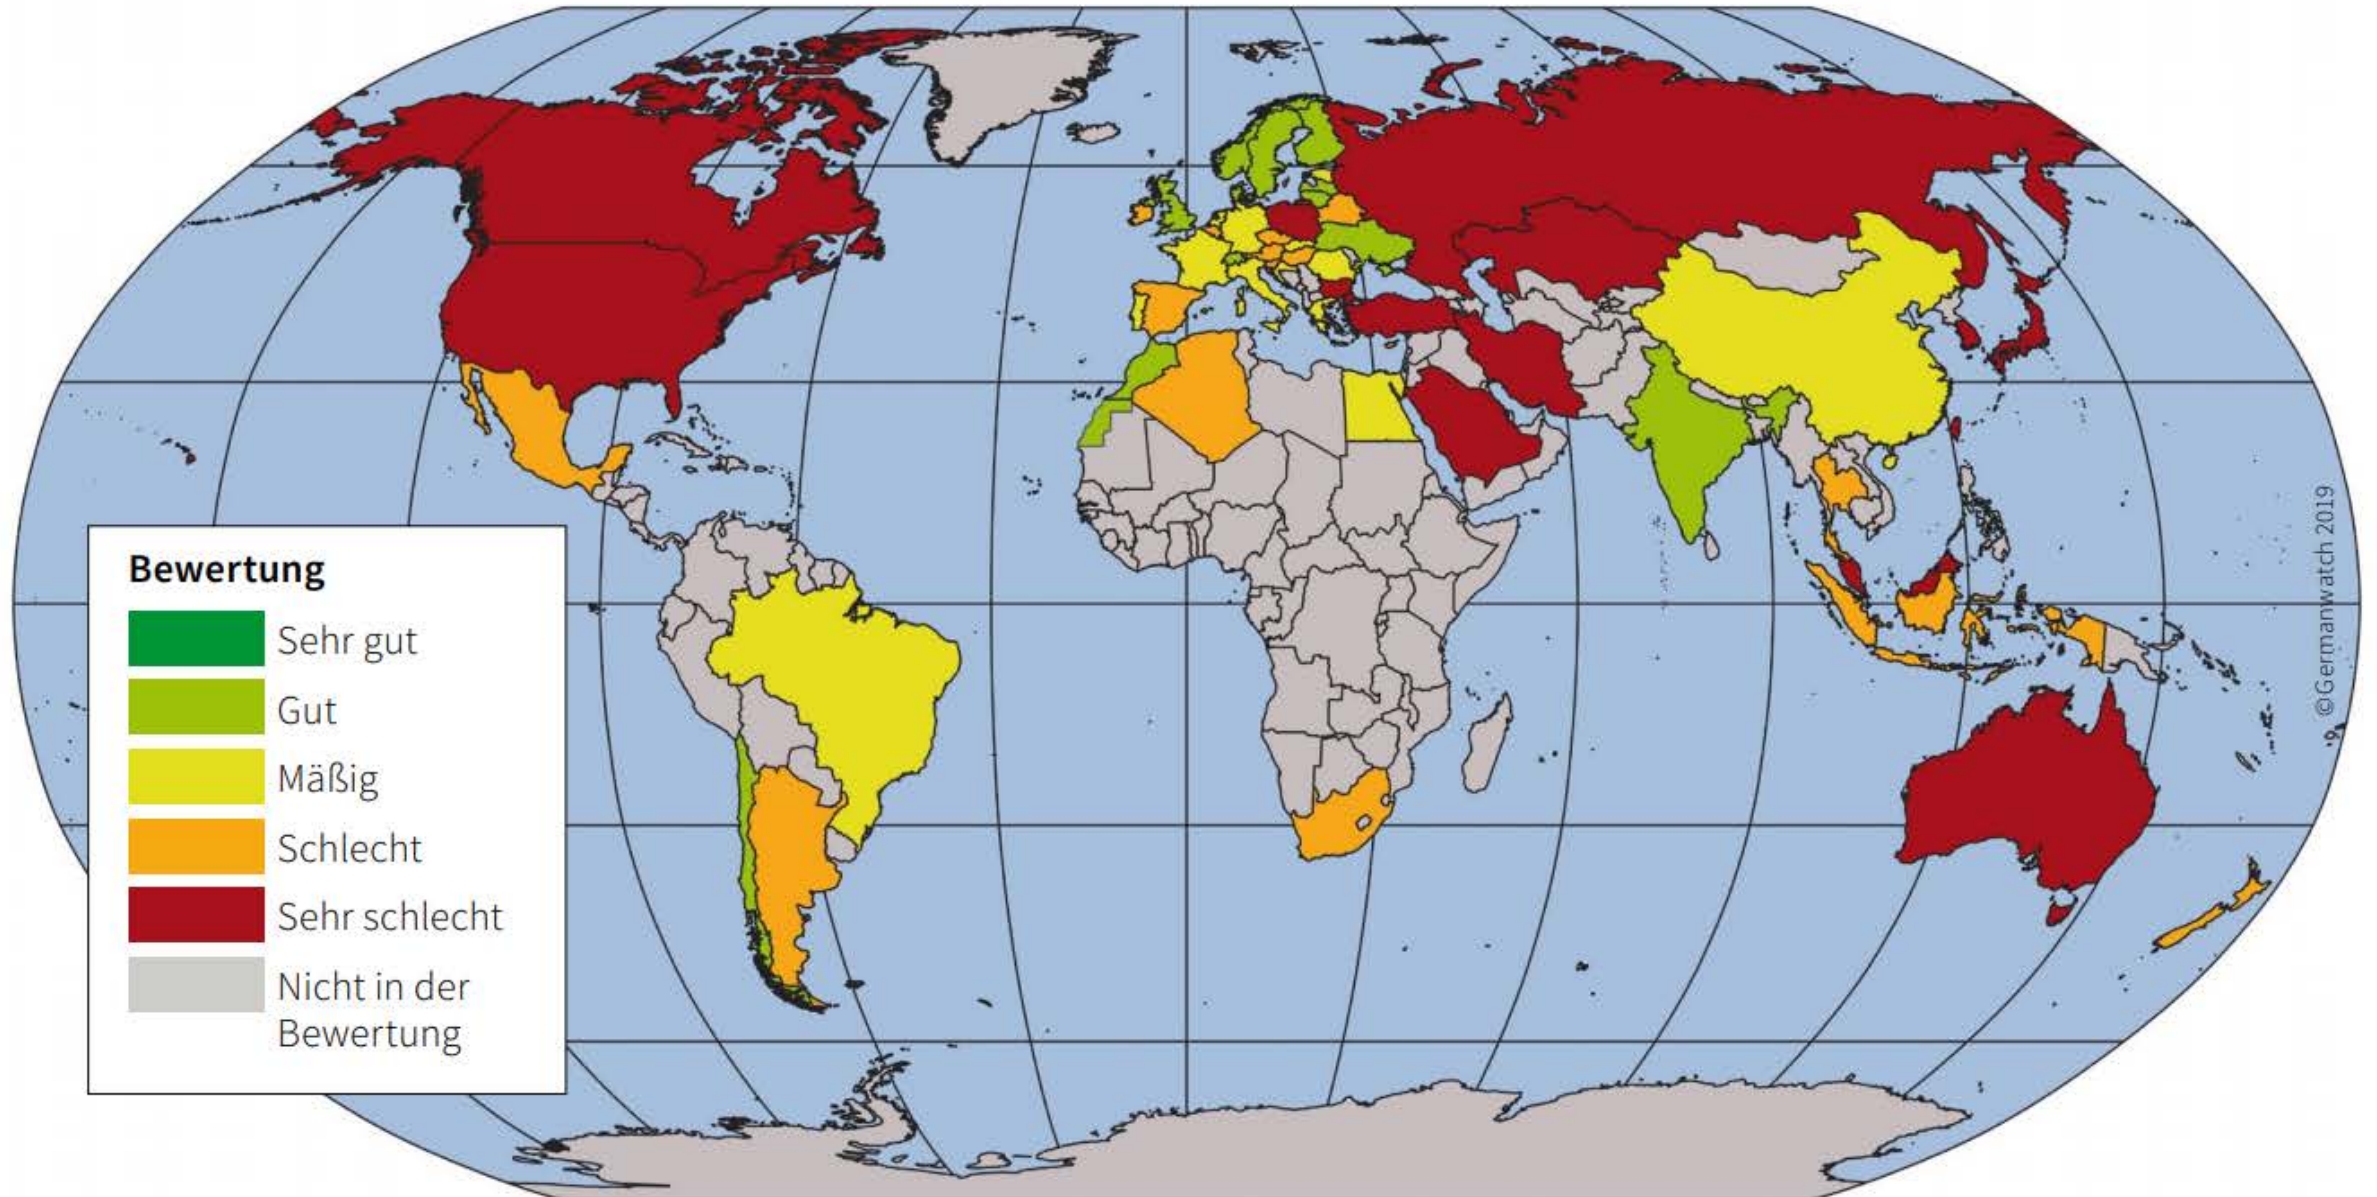 Bewertung
Sehr gut
Gut
Mäßig
Schlecht
Sehr schlecht
Nicht in der
Bewertung
©Germanwatch 2019